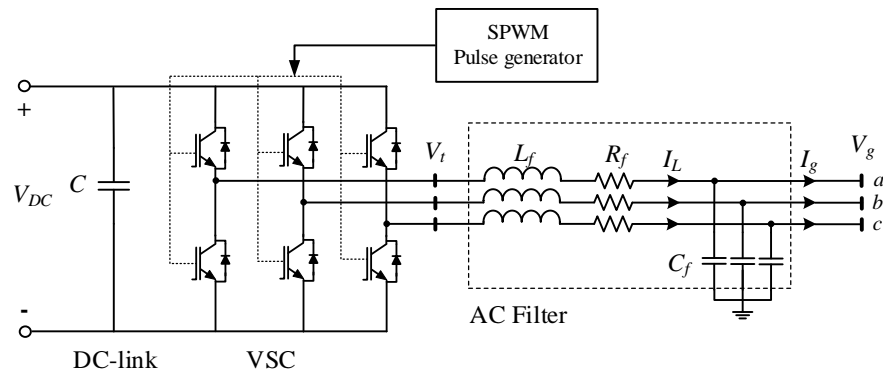 SPWM
Pulse generator
+
V_DC
C
-
DC-link
VSC
V_t
L_f
R_f
I_L
I_g
V_g
a
b
c
C_f
AC Filter